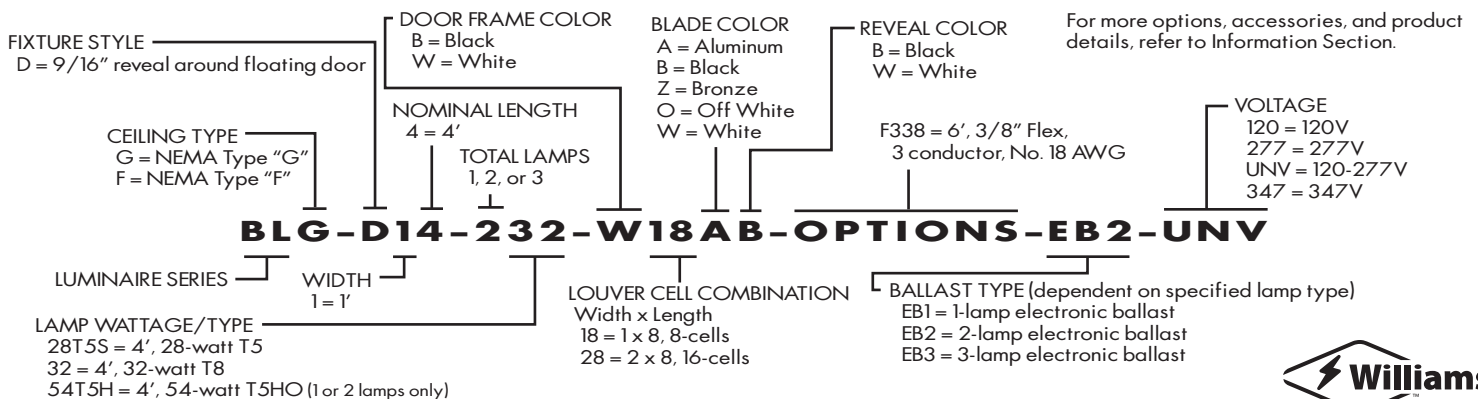 FIXTURE STYLE
D = 9/16" reveal around floating door
DOOR FRAME COLOR
B = Black
W = White
BLADE COLOR
A = Aluminum
B = Black
Z = Bronze
O = Off White
W = White
REVEAL COLOR
B = Black
W = White
For more options, accessories, and product
details, refer to Information Section.
CEILING TYPE
G = NEMA Type “G”
F = NEMA Type “F”
NOMINAL LENGTH
4 = 4'
TOTAL LAMPS
1, 2, or 3
F338 = 6', 3/8" Flex,
3 conductor, No. 18 AWG
VOLTAGE
120 = 120V
277 = 277V
UNV = 120-277V
347 = 347V
BLG–D14–232–W18AB–OPTIONS–EB2–UNV
LUMINAIRE SERIES
WIDTH
1 = 1'
LAMP WATTAGE/TYPE
28T5S = 4', 28-watt T5
32 = 4', 32-watt T8
54T5H = 4', 54-watt T5HO (1 or 2 lamps only)
LOUVER CELL COMBINATION
Width x Length
18 = 1 x 8, 8-cells
28 = 2 x 8, 16-cells
BALLAST TYPE (dependent on specified lamp type)
EB1 = 1-lamp electronic ballast
EB2 = 2-lamp electronic ballast
EB3 = 3-lamp electronic ballast
Williams
TM